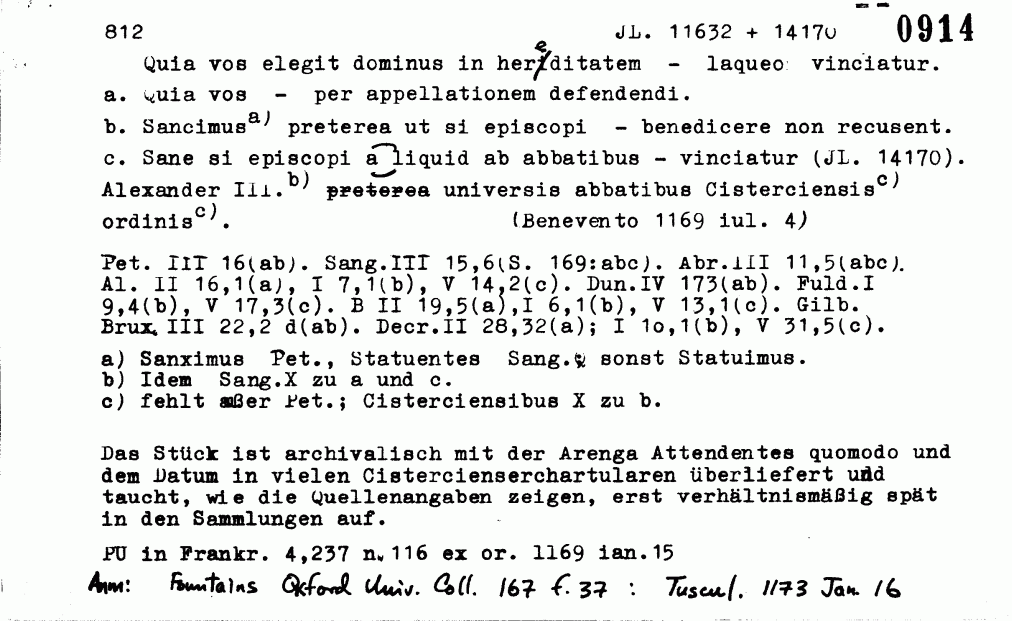 812 JL. 11632 + 14170 0914
Quia vos elegit dominus in hereditatem - laqueo vinciatur.
a. Quia vos - per appellationem defendendi.
b. Sancimus a) preterea ut si episcopi - benedicere non recusent.
c. Sane si episcopi aliquid ab abbatibus - vinciatur (JL. 14170).
Alexander III. b) preterea universis abbatibus Cisterciensis c)
ordinis c). (Benevento 1169 iul. 4)
Pet. III 16(ab). Sang.III 15,6(S. 169:abc). Abr.III 11,5(abc).
Al. II 16,1(a), I 7,1(b), V 14,2(c). Dun.IV 173(ab). Fuld.I
9,4(b), V 17,3(c). B II 19,5(a),I 6,1(b), V 13,1(c). Gilb.
Brux. III 22,2 d(ab). Decr.II 28,32(a); I 1o,1(b), V 31,5(c).
a) Sanximus Pet., Statuentes Sang. sonst Statuimus.
b) Idem Sang.X zu a und c.
c) fehlt außer Pet.; Cisterciensibus X zu b.
Das Stück ist archivalisch mit der Arenga Attendentes quomodo und
dem Datum in vielen Cistercienserchartularen überliefert und
taucht, wie die Quellenangaben zeigen, erst verhältnismäßig spät
in den Sammlungen auf.
PU in Frankr. 4,237 n. 116 ex or. 1169 ian.15
Anm: Fountains Oxford Univ. Coll. 167 f. 37 : Tuscul. 1173 Jan. 16